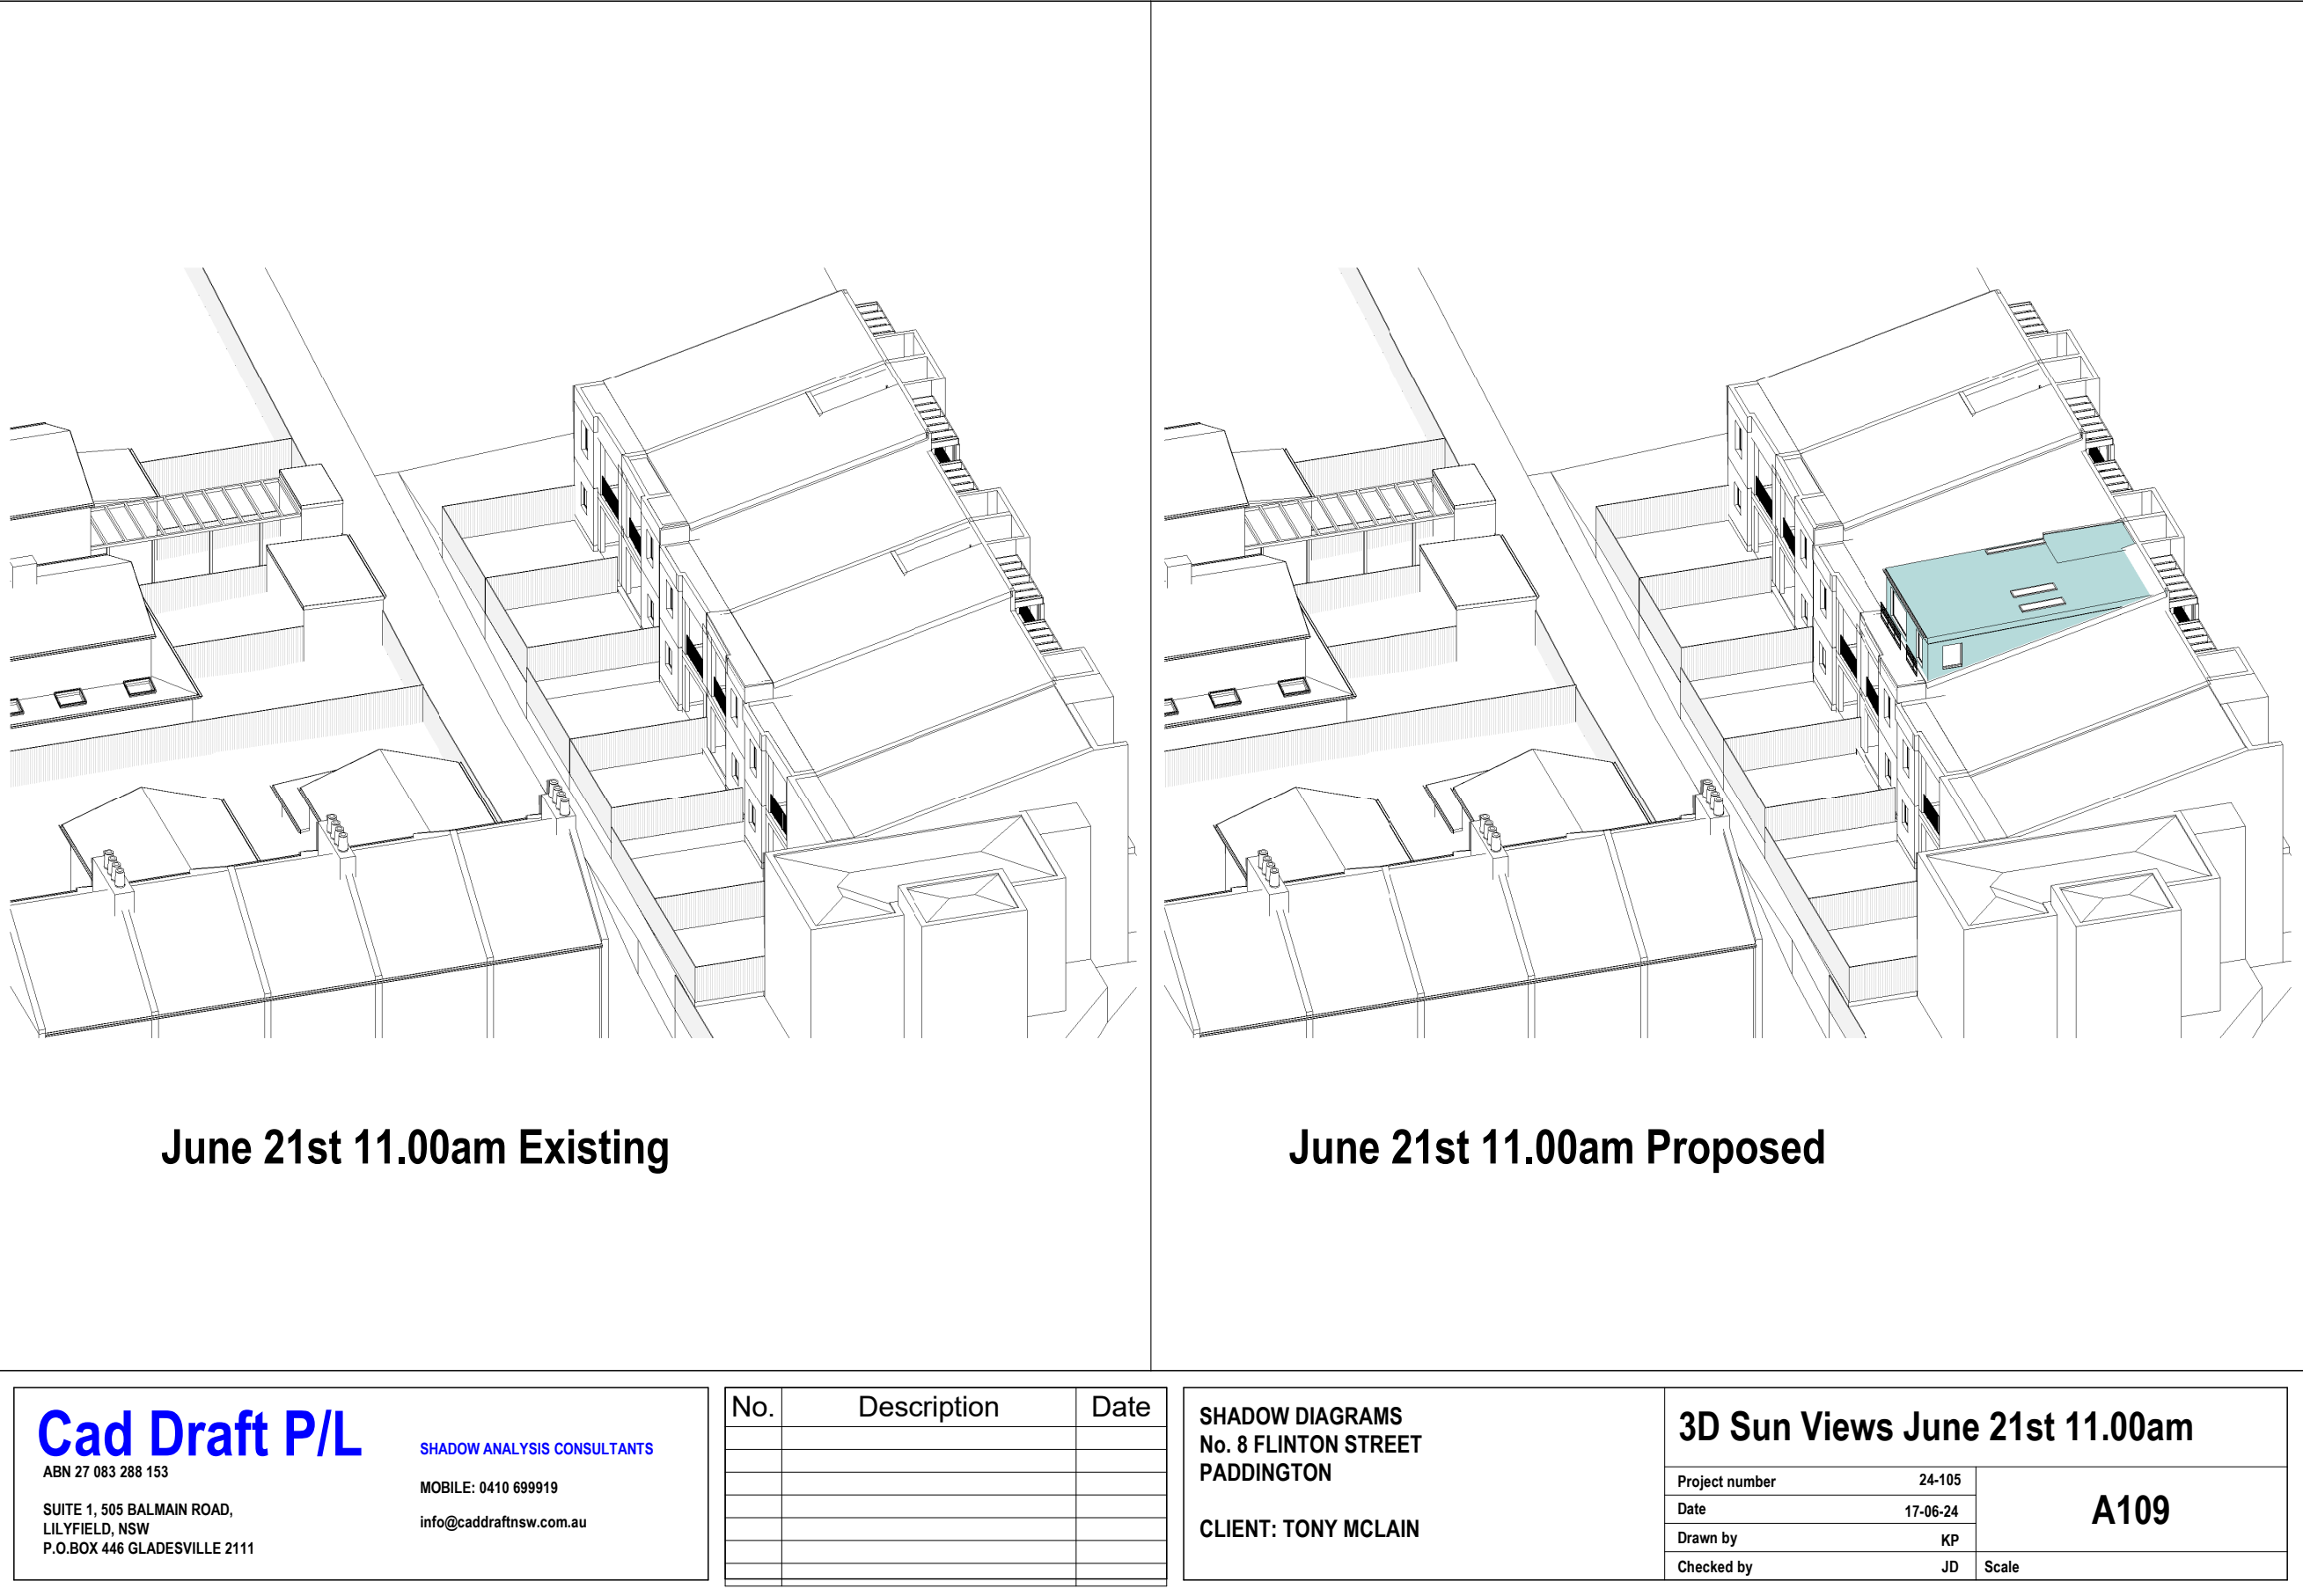 June 21st 11.00am Existing
June 21st 11.00am Proposed
Cad Draft P/L
ABN 27 083 288 153
SUITE 1, 505 BALMAIN ROAD,
LILYFIELD, NSW
P.O.BOX 446 GLADESVILLE 2111
SHADOW ANALYSIS CONSULTANTS
MOBILE: 0410 699919
info@caddraftnsw.com.au
No. Description Date
SHADOW DIAGRAMS
No. 8 FLINTON STREET
PADDINGTON
CLIENT: TONY MCLAIN
3D Sun Views June 21st 11.00am
Project number 24-105
Date 17-06-24
Drawn by KP
Checked by JD
A109
Scale